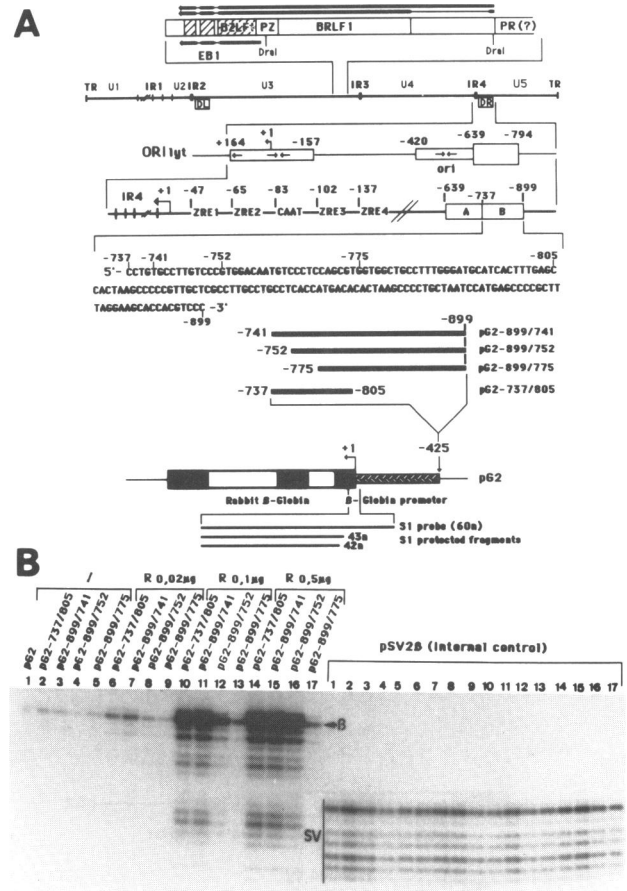 A
BZLF1 PZ BRLF1 PR (?)
EB1 DraI DraI
TR U1 IR1 U2 IR2 U3 IR3 U4 IR4 U5 TR
DL DR
+1
ORIlyt +164 -157 -420 -639 -794
ori
IR4 +1 -47 -65 -83 -102 -137 -639 -737 -899
ZRE1 ZRE2 CAAT ZRE3 ZRE4 A B
-737 -741 -752 -775 -805
5'- CCTGTGCCTTGTCCCGTGGACAATGTCCCTCCAGCGTGGTGGCTGCCTTTGGGATGCATCACTTTGAGC
CACTAAGCCCCCGTTGCTCGCCTTGCCTGCCTCACCATGACACACTAAGCCCCTGCTAATCCATGAGCCCCGCTT
TAGGAAGCACCACGTCCC -3'
-899
-899
-741 pG2-899/741
-752 pG2-899/752
-775 pG2-899/775
-737 -805 pG2-737/805
+1 -425
pG2
Rabbit β-Globin β-Globin promoter
S1 probe (60n)
43n S1 protected fragments
42n
B
/ R 0,02µg R 0,1µg R 0,5µg
pG2 pG2-737/805 pG2-899/741 pG2-899/752 pG2-899/775 pG2-737/805 pG2-899/741 pG2-899/752 pG2-899/775 pG2-737/805 pG2-899/741 pG2-899/752 pG2-899/775 pG2-737/805 pG2-899/741 pG2-899/752 pG2-899/775
pSV2β (internal control)
1 2 3 4 5 6 7 8 9 10 11 12 13 14 15 16 17
1 2 3 4 5 6 7 8 9 10 11 12 13 14 15 16 17
β
SV